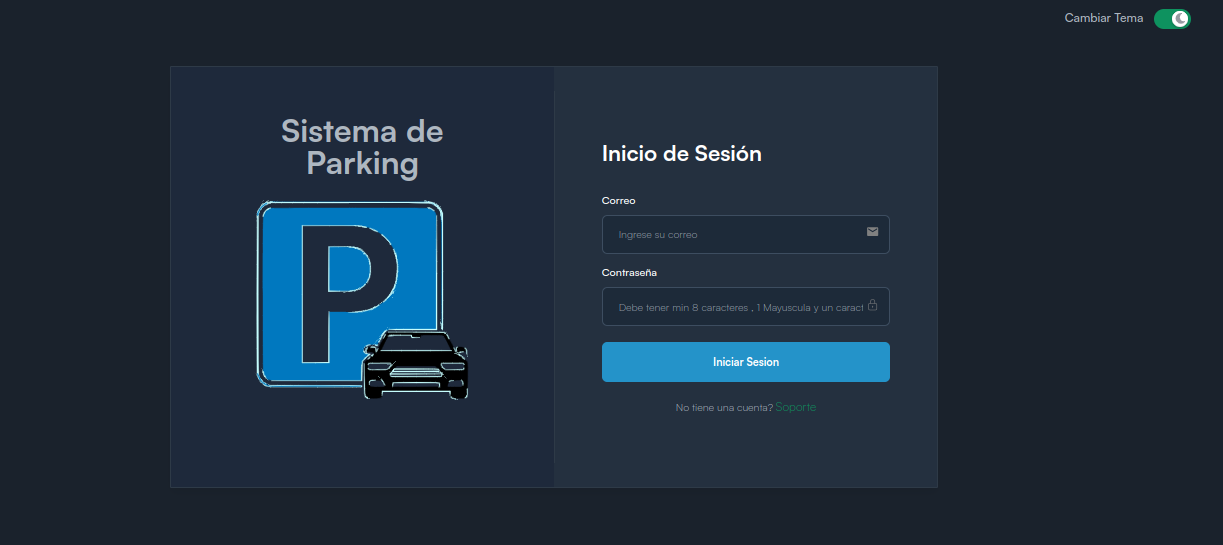 Cambiar Tema
Sistema de
Parking
P
Inicio de Sesión
Correo
Ingrese su correo
Contraseña
Debe tener min 8 caracteres , 1 Mayuscula y un caract
Iniciar Sesion
No tiene una cuenta? Soporte